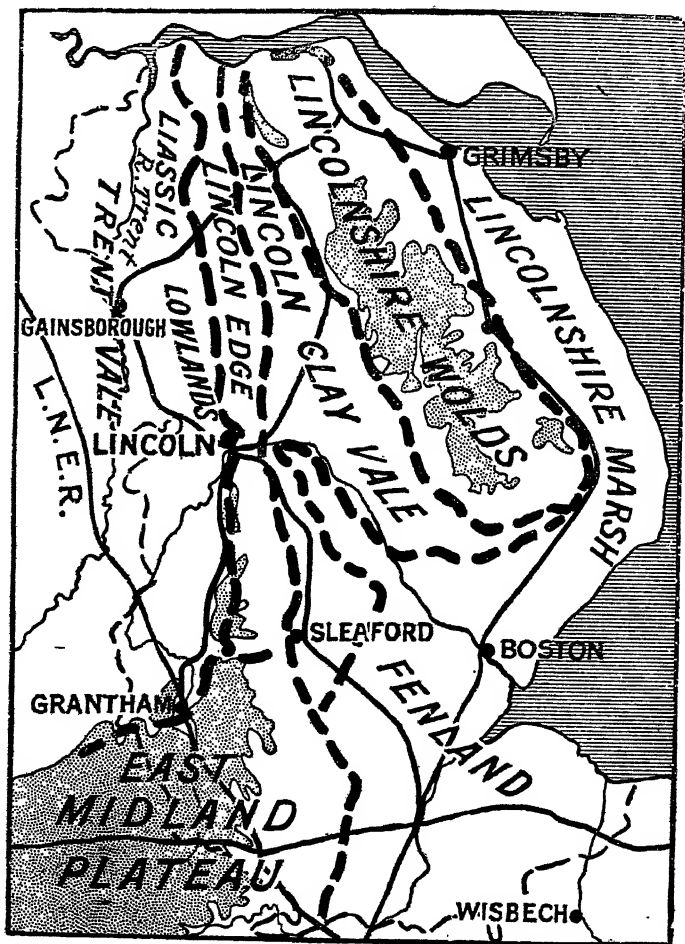 GRIMSBY
LINCOLNSHIRE WOLDS
LINCOLNSHIRE MARSH
LIASSIC LOWLANDS
R. Trent
TRENT VALE
LINCOLN EDGE
LINCOLN CLAY VALE
GAINSBOROUGH
L.N.E.R.
LINCOLN
SLEAFORD
BOSTON
FENLAND
GRANTHAM
EAST
MIDLAND
PLATEAU
WISBECH